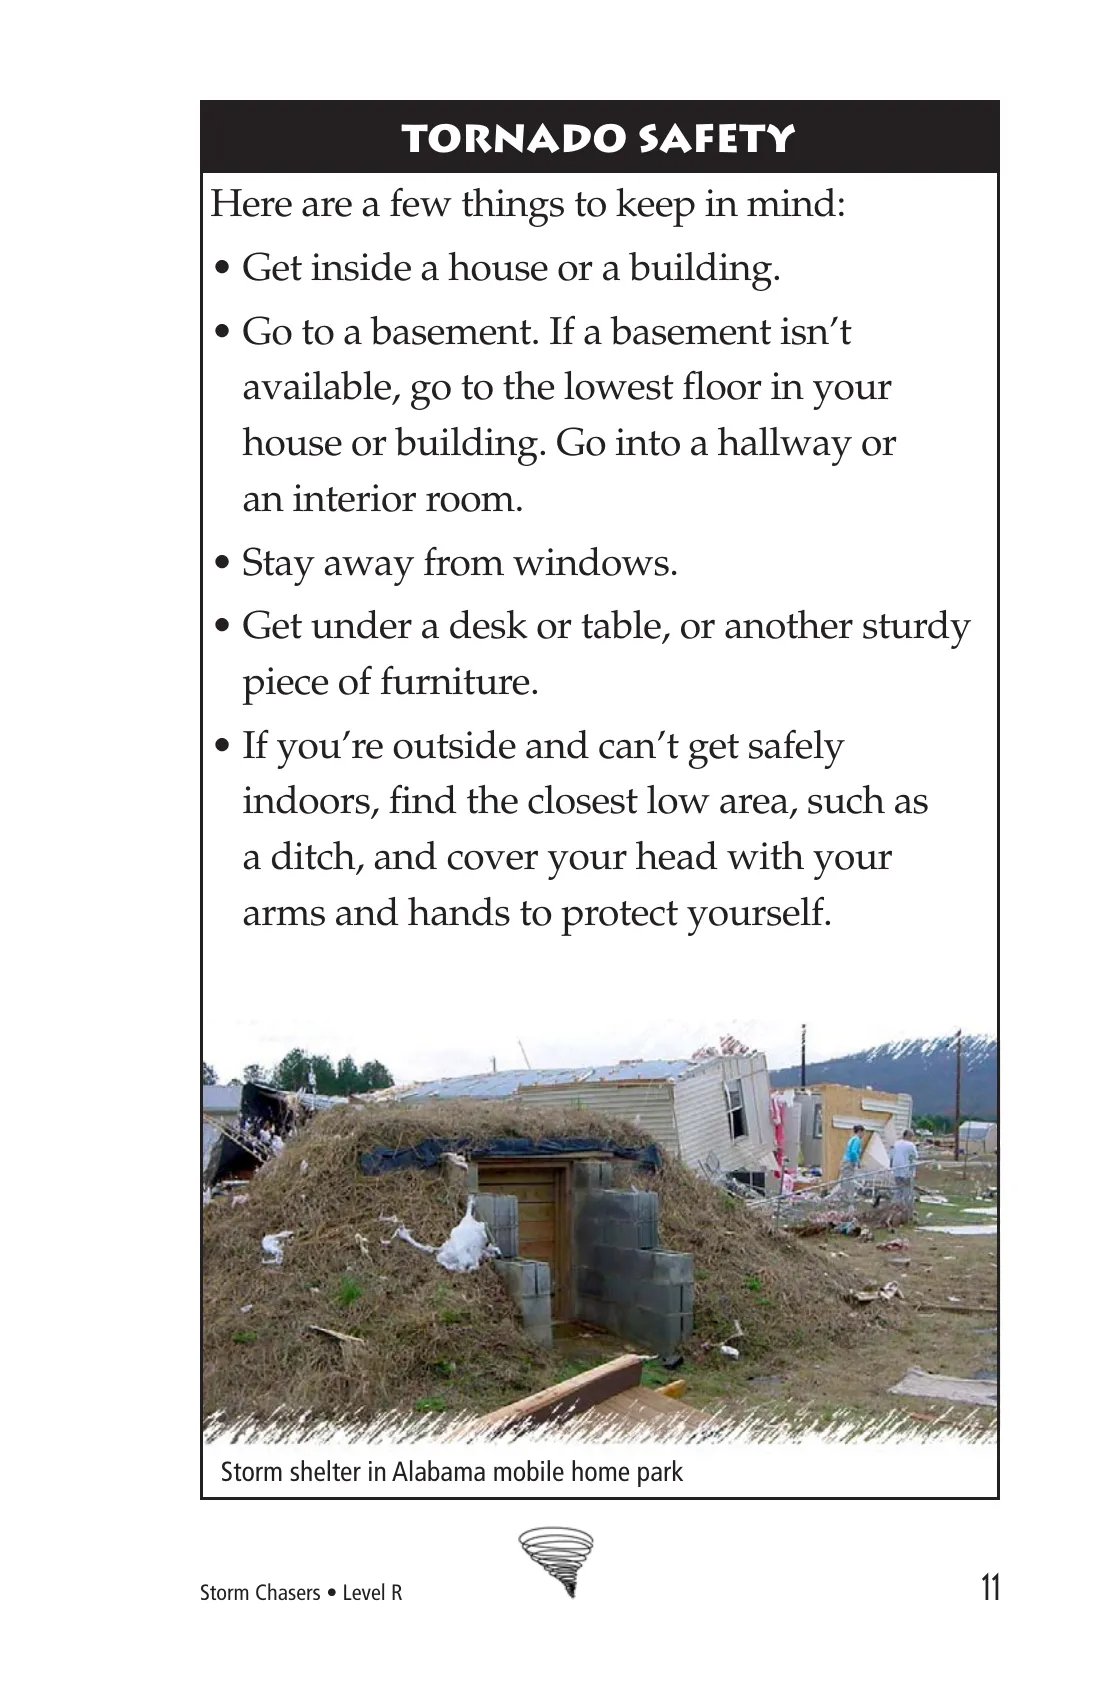 TORNADO SAFETY
Here are a few things to keep in mind:
• Get inside a house or a building.
• Go to a basement. If a basement isn’t
available, go to the lowest floor in your
house or building. Go into a hallway or
an interior room.
• Stay away from windows.
• Get under a desk or table, or another sturdy
piece of furniture.
• If you’re outside and can’t get safely
indoors, find the closest low area, such as
a ditch, and cover your head with your
arms and hands to protect yourself.
Storm shelter in Alabama mobile home park
Storm Chasers • Level R
11